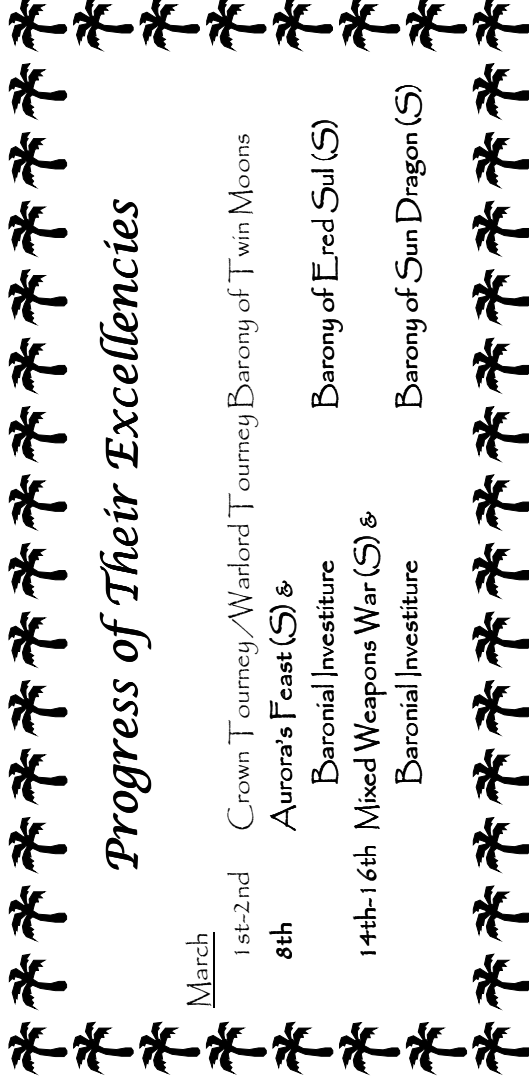 Progress of Their Excellencies
March
1st-2nd Crown Tourney/Warlord Tourney Barony of Twin Moons
8th Aurora's Feast (S) &
Baronial Investiture Barony of Ered Sul (S)
14th-16th Mixed Weapons War (S) &
Baronial Investiture Barony of Sun Dragon (S)